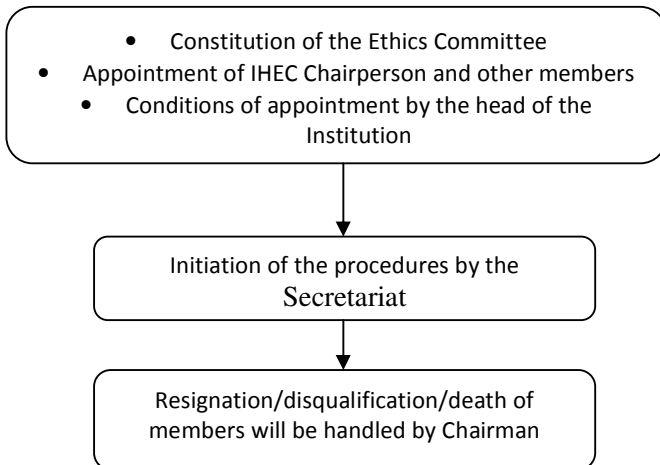 • Constitution of the Ethics Committee
• Appointment of IHEC Chairperson and other members
• Conditions of appointment by the head of the
Institution
Initiation of the procedures by the
Secretariat
Resignation/disqualification/death of
members will be handled by Chairman